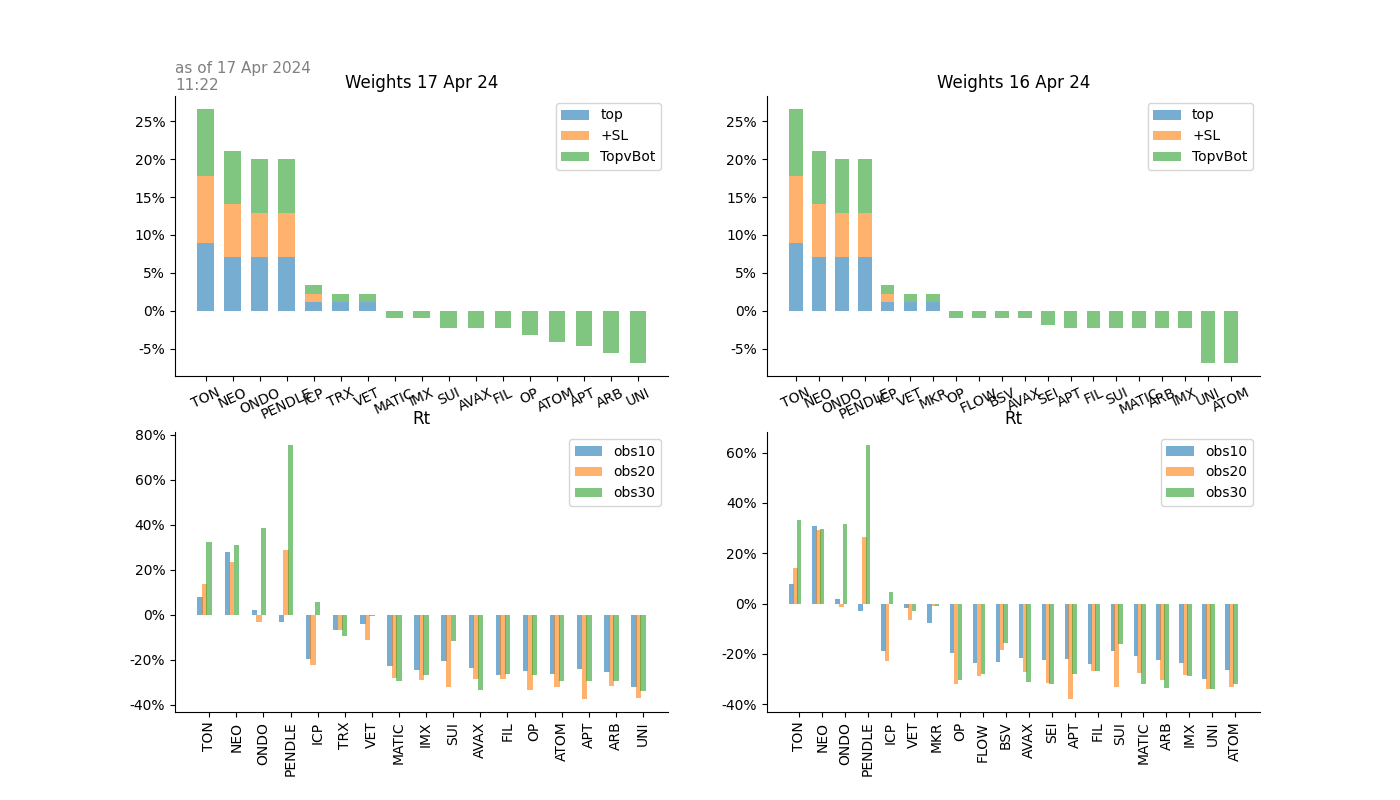 as of 17 Apr 2024
11:22
Weights 17 Apr 24
25%
20%
15%
10%
5%
0%
-5%
top
+SL
TopvBot
TON NEO ONDO PENDLE ICP TRX VET MATIC IMX SUI AVAX FIL OP ATOM APT ARB UNI
Weights 16 Apr 24
25%
20%
15%
10%
5%
0%
-5%
top
+SL
TopvBot
TON NEO ONDO PENDLE ICP VET MKR OP FLOW BSV AVAX SEI APT FIL SUI MATIC ARB IMX UNI ATOM
Rt
80%
60%
40%
20%
0%
-20%
-40%
obs10
obs20
obs30
TON NEO ONDO PENDLE ICP TRX VET MATIC IMX SUI AVAX FIL OP ATOM APT ARB UNI
Rt
60%
40%
20%
0%
-20%
-40%
obs10
obs20
obs30
TON NEO ONDO PENDLE ICP VET MKR OP FLOW BSV AVAX SEI APT FIL SUI MATIC ARB IMX UNI ATOM